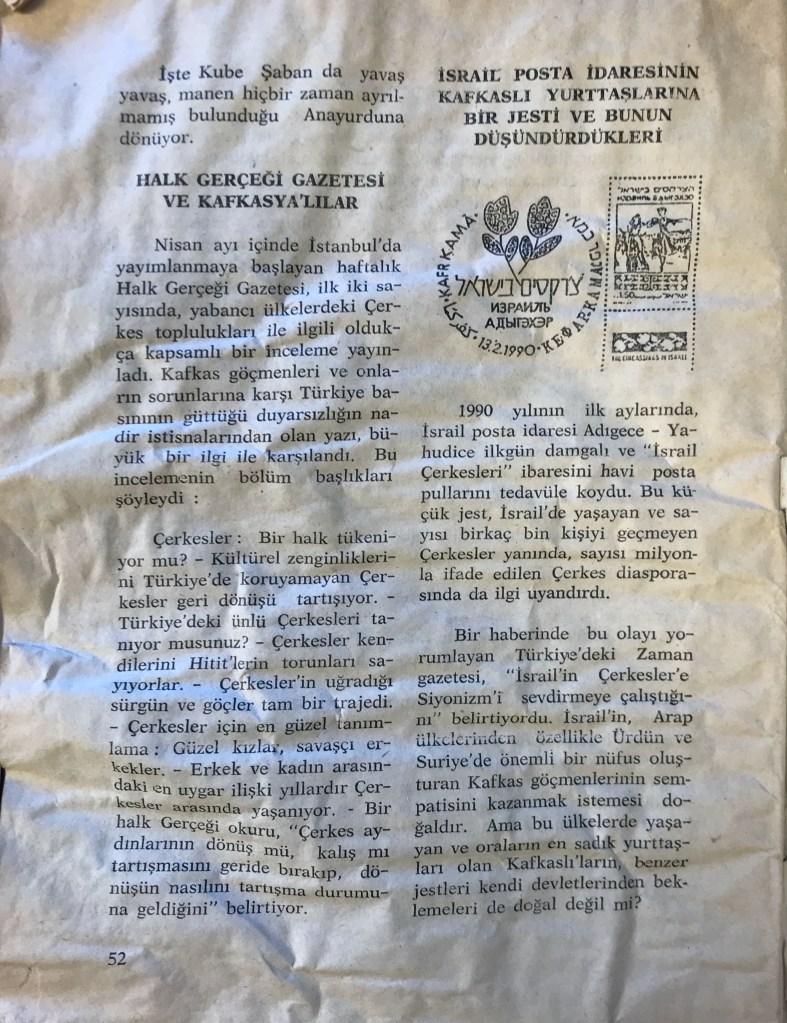 İşte Kube Şaban da yavaş
yavaş, manen hiçbir zaman ayrıl-
mamış bulunduğu Anayurduna
dönüyor.
HALK GERÇEĞİ GAZETESİ
VE KAFKASYA'LILAR
Nisan ayı içinde İstanbul'da
yayımlanmaya başlayan haftalık
Halk Gerçeği Gazetesi, ilk iki sa-
yısında, yabancı ülkelerdeki Çer-
kes toplulukları ile ilgili olduk-
ça kapsamlı bir inceleme yayın-
ladı. Kafkas göçmenleri ve onla-
rın sorunlarına karşı Türkiye ba-
sınının güttüğü duyarsızlığın na-
dir istisnalarından olan yazı, bü-
yük bir ilgi ile karşılandı. Bu
incelemenin bölüm başlıkları
şöyleydi :
Çerkesler : Bir halk tükeni-
yor mu? – Kültürel zenginlikleri-
ni Türkiye'de koruyamayan Çer-
kesler geri dönüşü tartışıyor. –
Türkiye'deki ünlü Çerkesleri ta-
nıyor musunuz? – Çerkesler ken-
dilerini Hitit'lerin torunları sa-
yıyorlar. – Çerkesler'in uğradığı
sürgün ve göçler tam bir trajedi.
– Çerkesler için en güzel tanım-
lama : Güzel kızlar, savaşçı er-
kekler. – Erkek ve kadın arasın-
daki en uygar ilişki yıllardır Çer-
kesler arasında yaşanıyor. - Bir
halk Gerçeği okuru, "Çerkes ay-
dınlarının dönüş mü, kalış mı
tartışmasını geride bırakıp, dö-
nüşün nasılını tartışma durumu-
na geldiğini" belirtiyor.
52
İSRAİL POSTA İDARESİNİN
KAFKASLI YURTTAŞLARINA
BİR JESTİ VE BUNUN
DÜŞÜNDÜRDÜKLERİ
KAFR KAMA
צ'רקסים בישראל
ИЗРАИЛЬ
АДЫГЭХЭР
13.2.1990
הצ'רקסים בישראל
1.50
THE CIRCASSIANS IN ISRAEL
1990 yılının ilk aylarında,
İsrail posta idaresi Adıgece – Ya-
hudice ilkgün damgalı ve "İsrail
Çerkesleri" ibaresini havi posta
pullarını tedavüle koydu. Bu kü-
çük jest, İsrail'de yaşayan ve sa-
yısı birkaç bin kişiyi geçmeyen
Çerkesler yanında, sayısı milyon-
la ifade edilen Çerkes diaspora-
sında da ilgi uyandırdı.
Bir haberinde bu olayı yo-
rumlayan Türkiye'deki Zaman
gazetesi, "İsrail'in Çerkesler'e
Siyonizm'i sevdirmeye çalıştığı-
nı" belirtiyordu. İsrail'in, Arap
ülkelerinden özellikle Ürdün ve
Suriye'de önemli bir nüfus oluş-
turan Kafkas göçmenlerinin sem-
patisini kazanmak istemesi do-
ğaldır. Ama bu ülkelerde yaşa-
yan ve oraların en sadık yurttaş-
ları olan Kafkaslı'ların, benzer
jestleri kendi devletlerinden bek-
lemeleri de doğal değil mi?